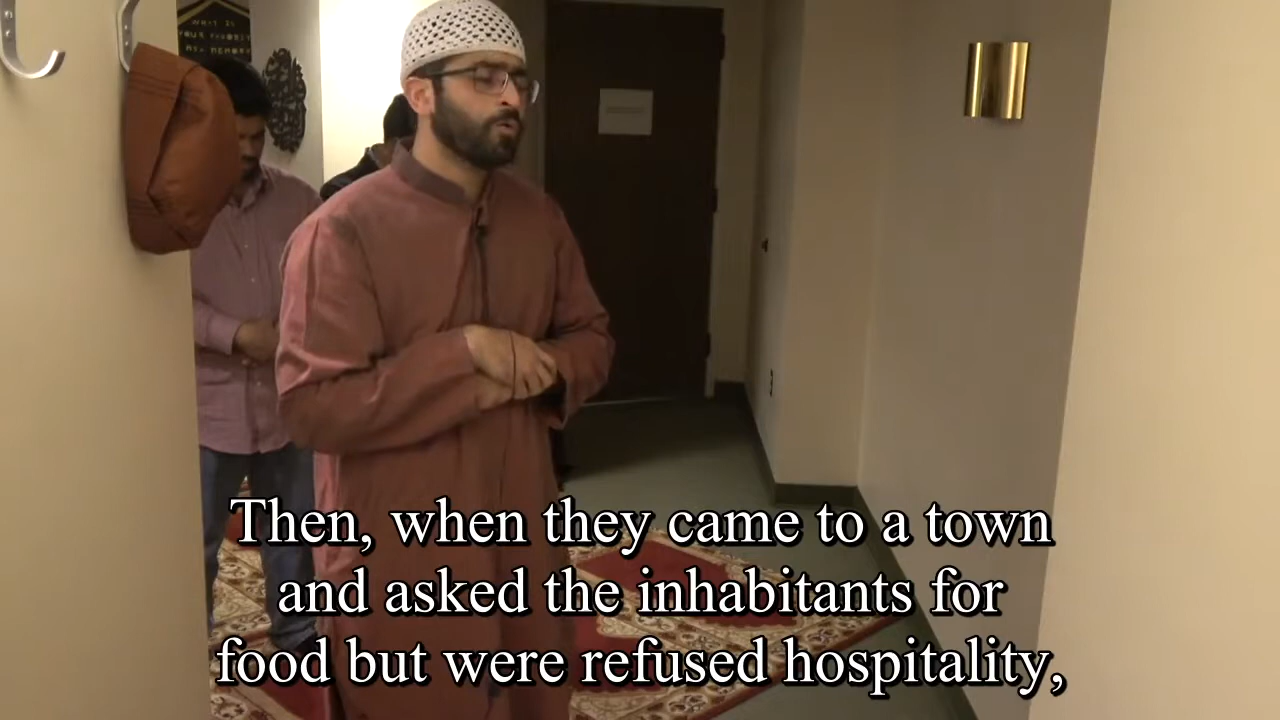 Then, when they came to a town
and asked the inhabitants for
food but were refused hospitality,